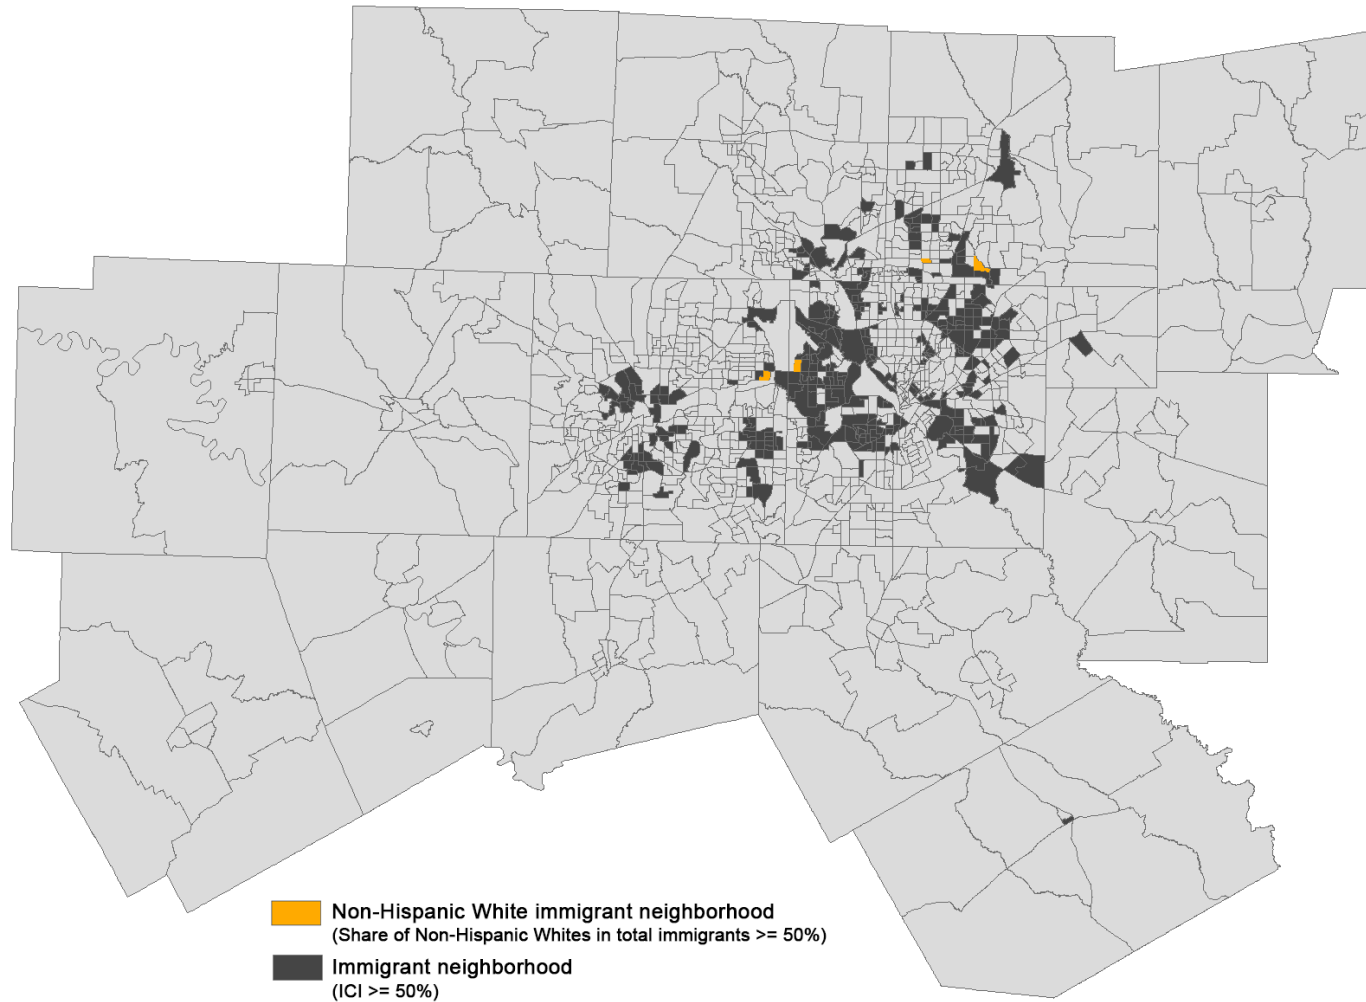 Non-Hispanic White immigrant neighborhood
(Share of Non-Hispanic Whites in total immigrants >= 50%)
Immigrant neighborhood
(ICI >= 50%)